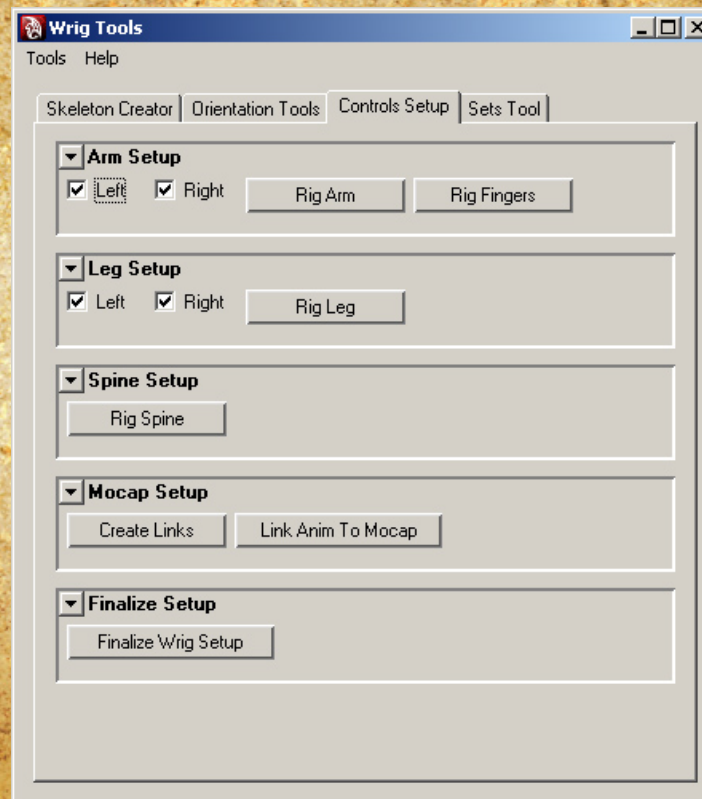 Wrig Tools
Tools Help
Skeleton Creator Orientation Tools Controls Setup Sets Tool
Arm Setup
Left Right Rig Arm Rig Fingers
Leg Setup
Left Right Rig Leg
Spine Setup
Rig Spine
Mocap Setup
Create Links Link Anim To Mocap
Finalize Setup
Finalize Wrig Setup